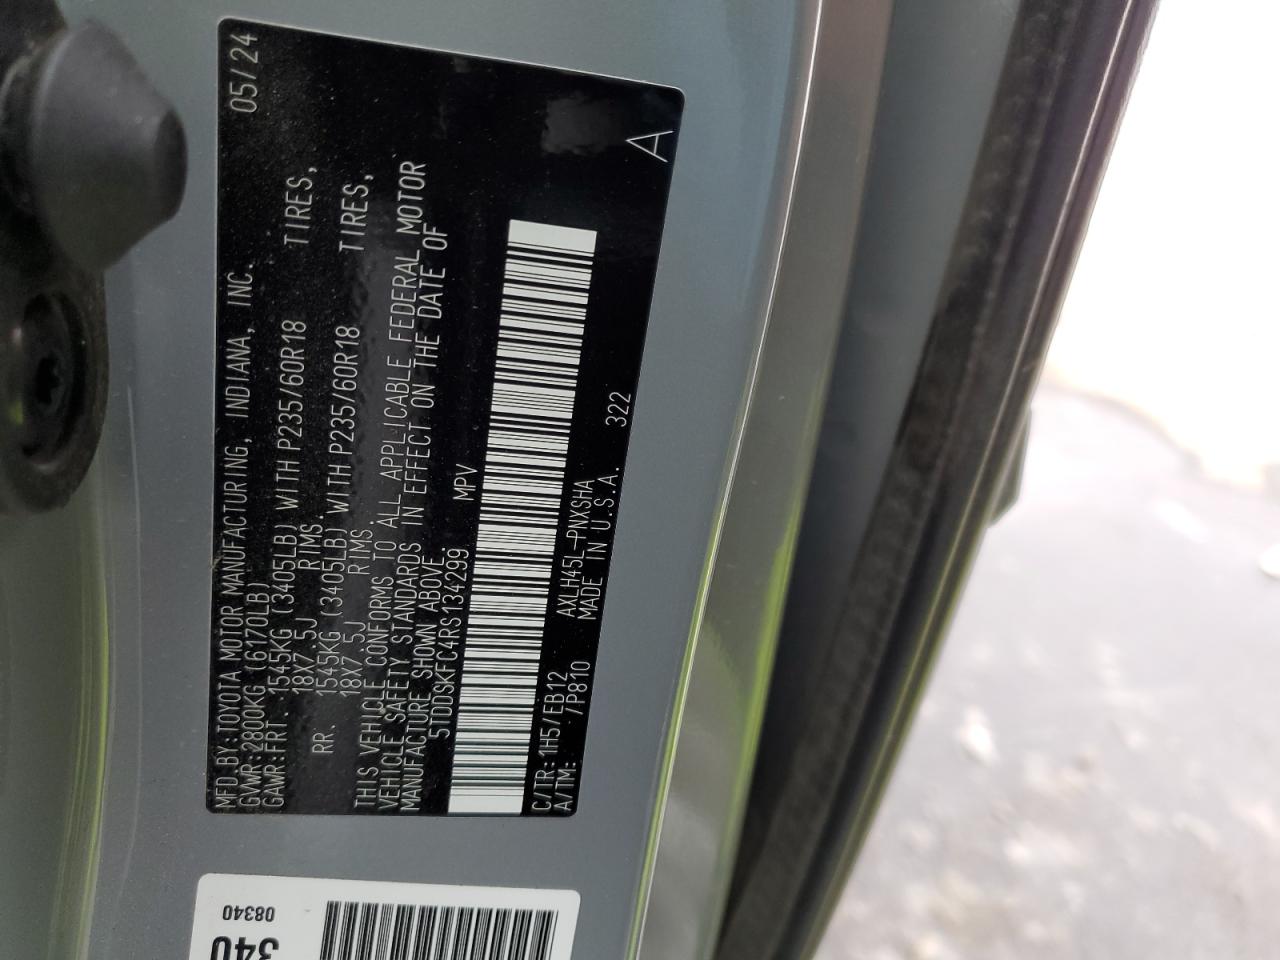 MFD.BY:TOYOTA MOTOR MANUFACTURING, INDIANA, INC. 05/24
GVWR:2800KG (6170LB)
GAWR:FRT. 1545KG (3405LB) WITH P235/60R18 TIRES,
18X7.5J RIMS.
RR. 1545KG (3405LB) WITH P235/60R18 TIRES,
18X7.5J RIMS.
THIS VEHICLE CONFORMS TO ALL APPLICABLE FEDERAL MOTOR
VEHICLE SAFETY STANDARDS IN EFFECT ON THE DATE OF
MANUFACTURE SHOWN ABOVE.
5TDDSKFC4RS134299. MPV
C/TR:1H5/EB12 AXLH45L-PNXSHA
A/TM: /P810 MADE IN U.S.A. 322
A
08340
340